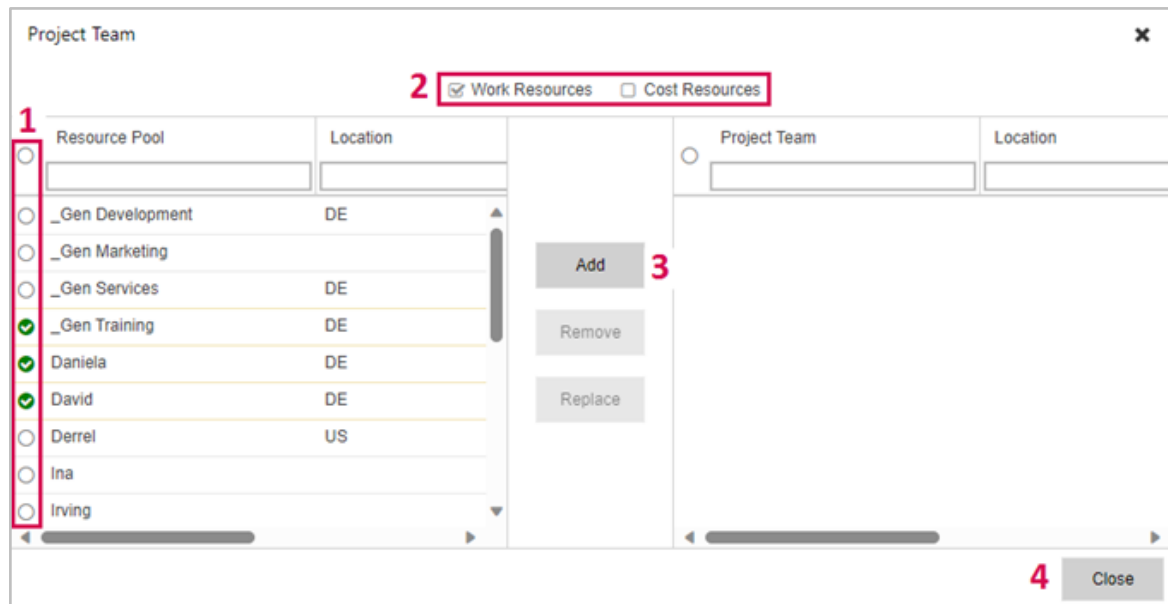 Project Team
2 Work Resources Cost Resources
1
Resource Pool Location Project Team Location
_Gen Development DE
_Gen Marketing
Add 3
_Gen Services DE
_Gen Training DE
Remove
Daniela DE
David DE
Replace
Derrel US
Ina
Irving
4 Close